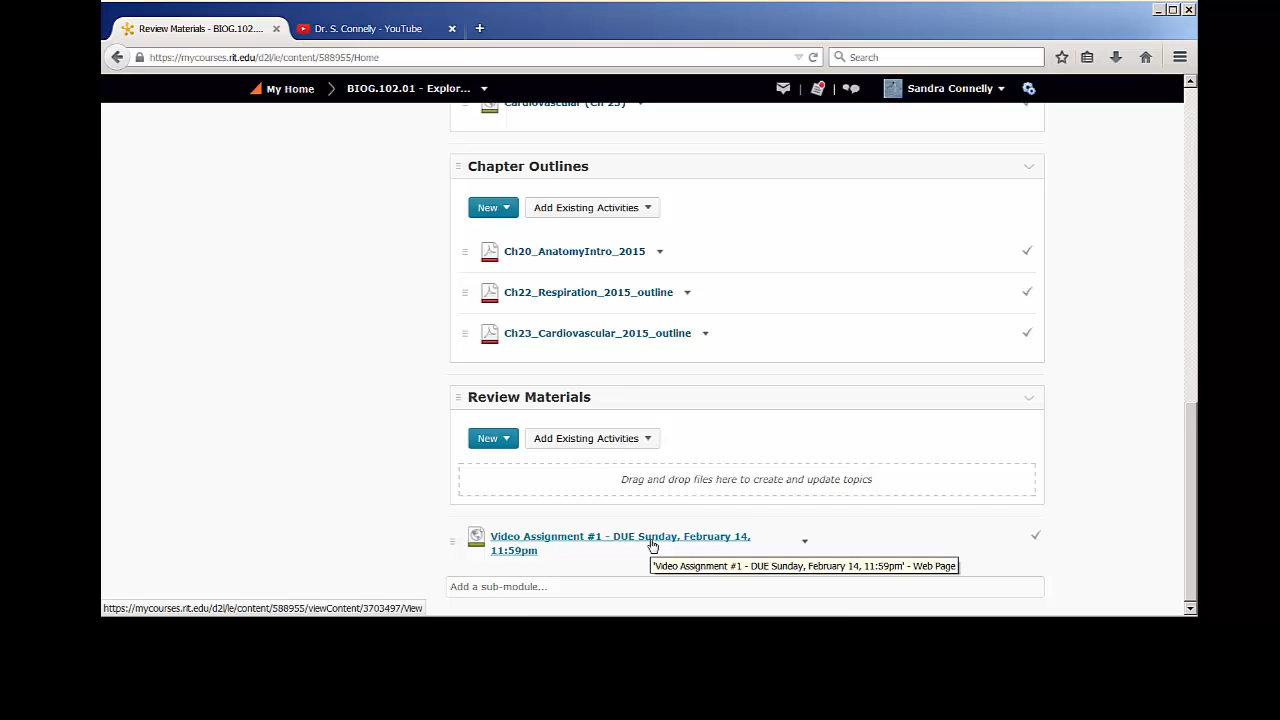 Review Materials - BIOG.102....
Dr. S. Connelly - YouTube
https://mycourses.rit.edu/d2l/le/content/588955/Home
Search
My Home
BIOG.102.01 - Explor...
Sandra Connelly
Cardiovascular (Ch 23)
Chapter Outlines
New
Add Existing Activities
Ch20_AnatomyIntro_2015
Ch22_Respiration_2015_outline
Ch23_Cardiovascular_2015_outline
Review Materials
New
Add Existing Activities
Drag and drop files here to create and update topics
Video Assignment #1 - DUE Sunday, February 14,
11:59pm
'Video Assignment #1 - DUE Sunday, February 14, 11:59pm' - Web Page
Add a sub-module...
https://mycourses.rit.edu/d2l/le/content/588955/viewContent/3703497/View